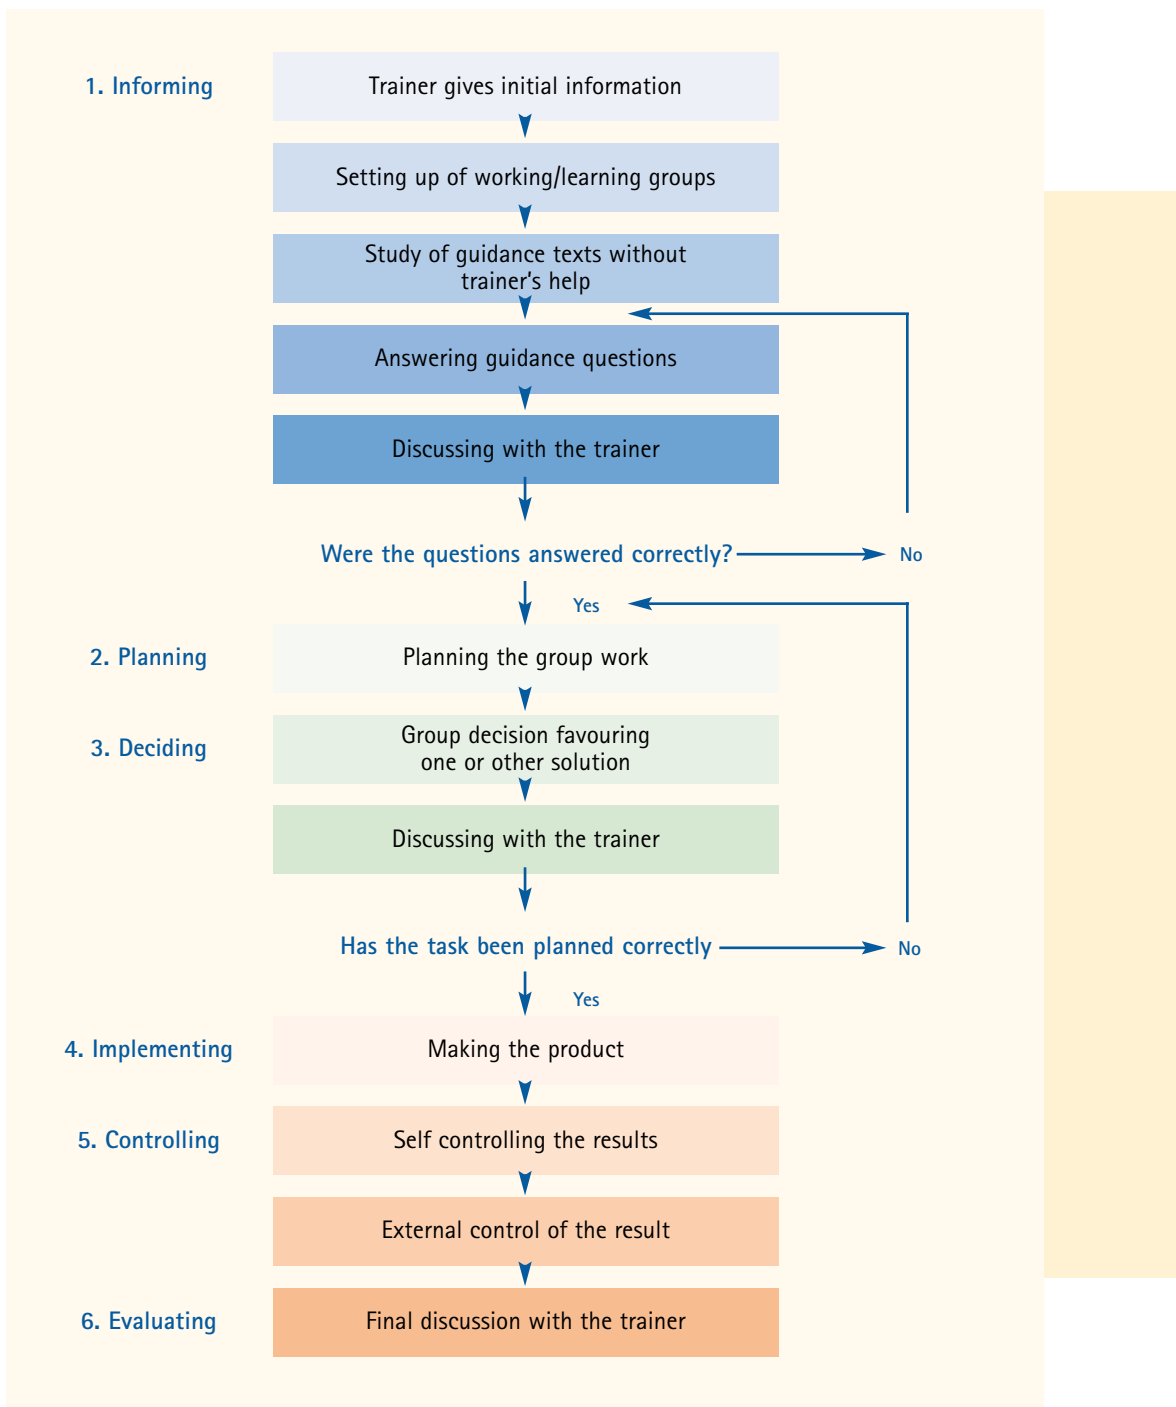 1. Informing
Trainer gives initial information
Setting up of working/learning groups
Study of guidance texts without
trainer's help
Answering guidance questions
Discussing with the trainer
Were the questions answered correctly?
No
Yes
2. Planning
Planning the group work
3. Deciding
Group decision favouring
one or other solution
Discussing with the trainer
Has the task been planned correctly
No
Yes
4. Implementing
Making the product
5. Controlling
Self controlling the results
External control of the result
6. Evaluating
Final discussion with the trainer